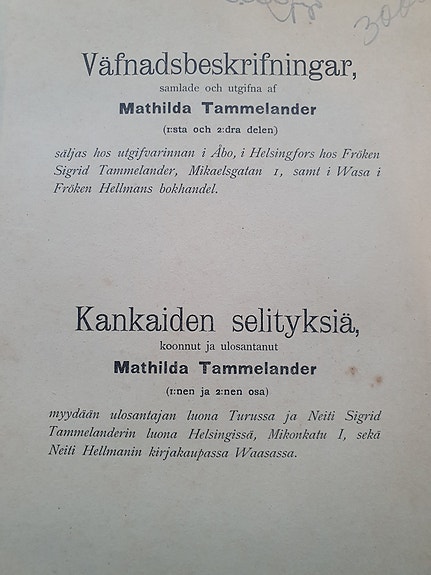 300
Väfnadsbeskrifningar,
samlade och utgifna af
Mathilda Tammelander
(1:sta och 2:dra delen)
säljas hos utgifvarinnan i Åbo, i Helsingfors hos Fröken
Sigrid Tammelander, Mikaelsgatan 1, samt i Wasa i
Fröken Hellmans bokhandel.
Kankaiden selityksiä,
koonnut ja ulosantanut
Mathilda Tammelander
(1:nen ja 2:nen osa)
myydään ulosantajan luona Turussa ja Neiti Sigrid
Tammelanderin luona Helsingissä, Mikonkatu I, sekä
Neiti Hellmanin kirjakaupassa Waasassa.